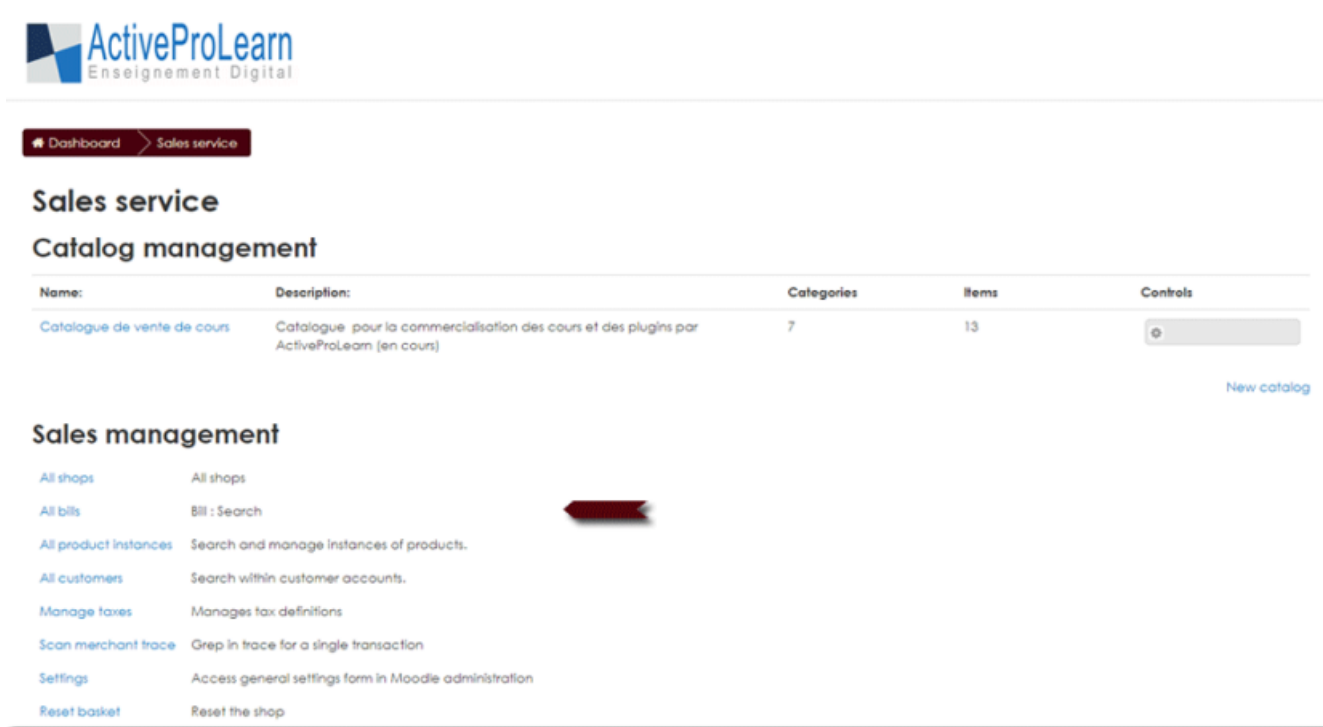 ActiveProLearn
Enseignement Digital
Dashboard Sales service
Sales service
Catalog management
Name: Description: Categories Items Controls
Catalogue de vente de cours Catalogue pour la commercialisation des cours et des plugins par 7 13
ActiveProLearn (en cours)
New catalog
Sales management
All shops All shops
All bills Bill : Search
All product instances Search and manage instances of products.
All customers Search within customer accounts.
Manage taxes Manages tax definitions
Scan merchant trace Grep in trace for a single transaction
Settings Access general settings form in Moodle administration
Reset basket Reset the shop